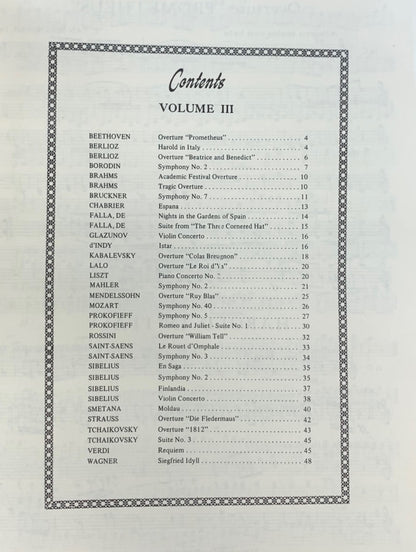 Contents
VOLUME III
BEETHOVEN Overture "Prometheus" 4
BERLIOZ Harold in Italy 4
BERLIOZ Overture "Beatrice and Benedict" 6
BORODIN Symphony No. 2 7
BRAHMS Academic Festival Overture 10
BRAHMS Tragic Overture 10
BRUCKNER Symphony No. 7 11
CHABRIER Espana 13
FALLA, DE Nights in the Gardens of Spain 14
FALLA, DE Suite from "The Three Cornered Hat" 15
GLAZUNOV Violin Concerto 16
d'INDY Istar 16
KABALEVSKY Overture "Colas Breugnon" 18
LALO Overture "Le Roi d'Ys" 20
LISZT Piano Concerto No. 2 20
MAHLER Symphony No. 2 21
MENDELSSOHN Overture "Ruy Blas" 25
MOZART Symphony No. 40 26
PROKOFIEFF Symphony No. 5 27
PROKOFIEFF Romeo and Juliet - Suite No. 1 30
ROSSINI Overture "William Tell" 32
SAINT-SAENS Le Rouet d'Omphale 33
SAINT-SAENS Symphony No. 3 34
SIBELIUS En Saga 35
SIBELIUS Symphony No. 2 35
SIBELIUS Finlandia 37
SIBELIUS Violin Concerto 38
SMETANA Moldau 40
STRAUSS Overture "Die Fledermaus" 42
TCHAIKOVSKY Overture "1812" 43
TCHAIKOVSKY Suite No. 3 45
VERDI Requiem 45
WAGNER Siegfried Idyll 48